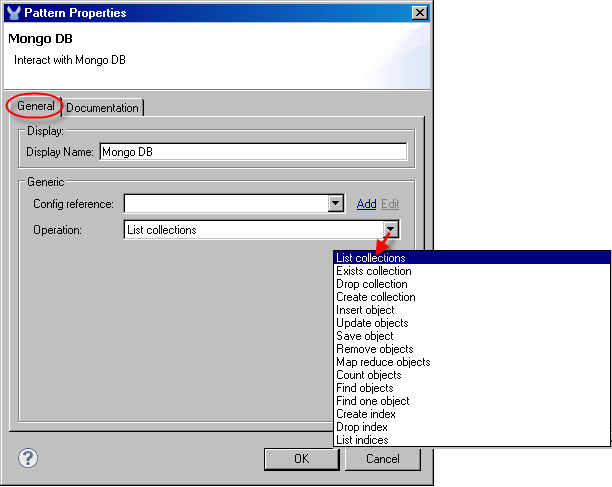 Pattern Properties
Mongo DB
Interact with Mongo DB
General Documentation
Display:
Display Name: Mongo DB
Generic
Config reference: Add Edit
Operation: List collections
List collections
Exists collection
Drop collection
Create collection
Insert object
Update objects
Save object
Remove objects
Map reduce objects
Count objects
Find objects
Find one object
Create index
Drop index
List indices
? OK Cancel